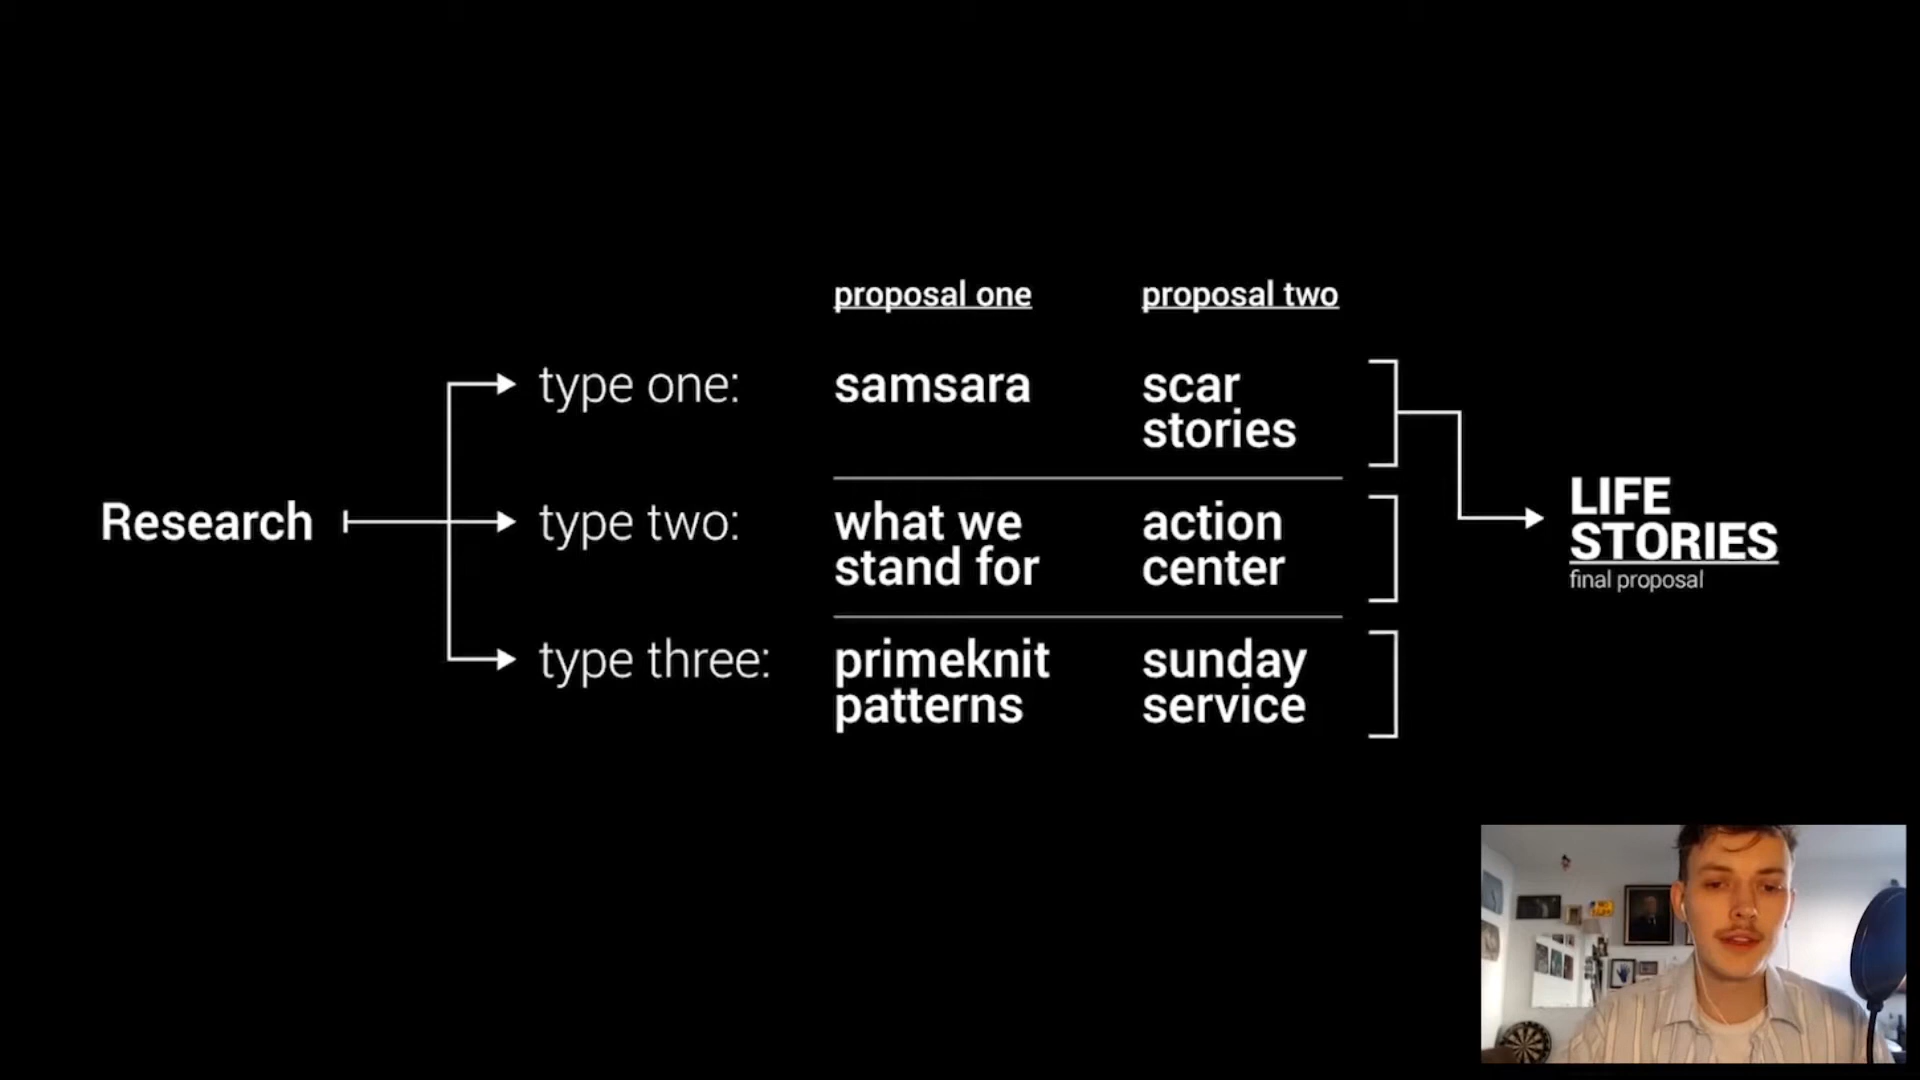 proposal one
proposal two
type one:
samsara
scar
stories
Research
type two:
what we
stand for
action
center
type three:
primeknit
patterns
sunday
service
LIFE
STORIES
final proposal